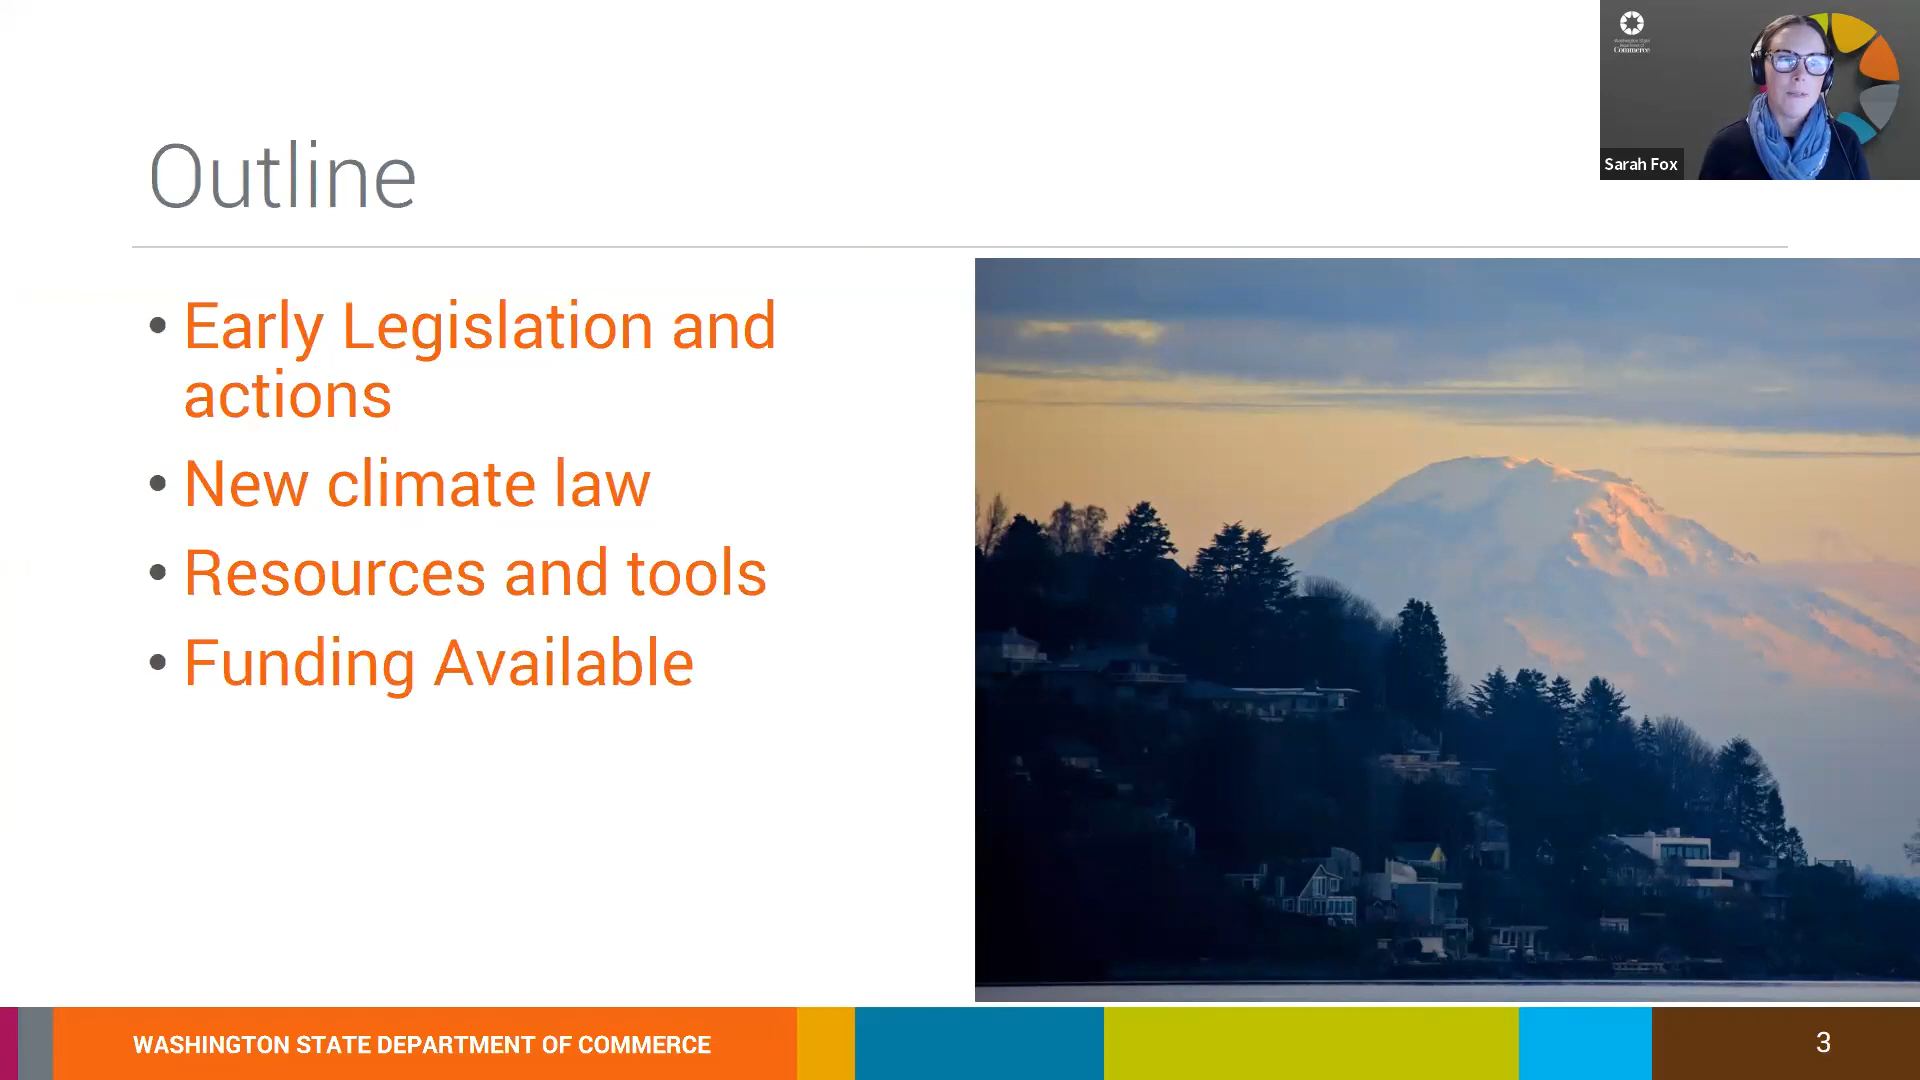 Commerce
Sarah Fox
Outline
• Early Legislation and
actions
• New climate law
• Resources and tools
• Funding Available
WASHINGTON STATE DEPARTMENT OF COMMERCE
3